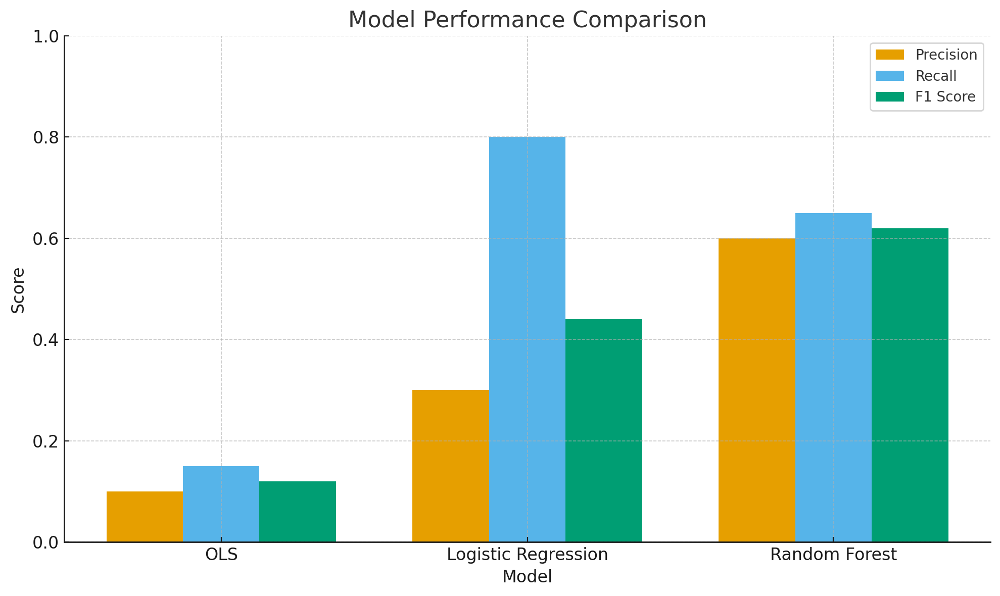 Model Performance Comparison
1.0
0.8
0.6
0.4
0.2
0.0
Score
Precision
Recall
F1 Score
OLS
Logistic Regression
Random Forest
Model